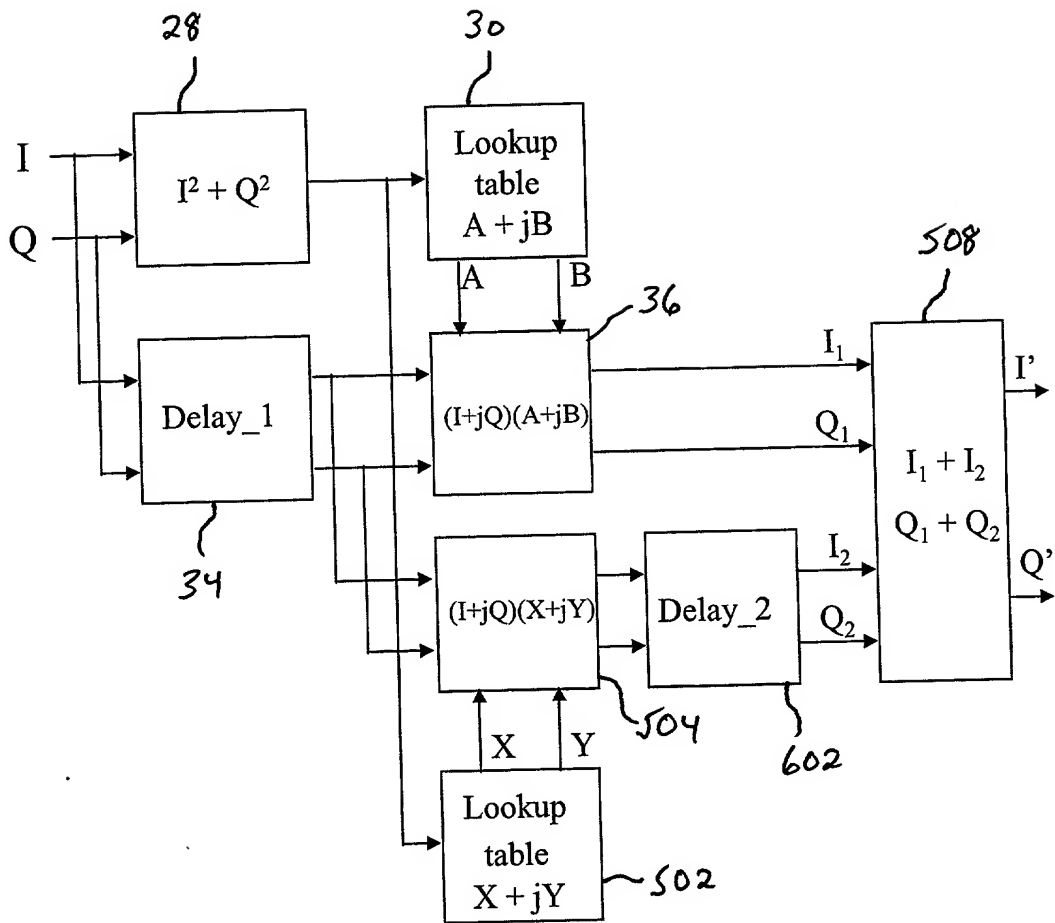 28
30
I
Q
I² + Q²
Lookup
table
A + jB
A
B
36
508
Delay_1
34
(I+jQ)(A+jB)
I₁
Q₁
I₁ + I₂
Q₁ + Q₂
I'
Q'
(I+jQ)(X+jY)
504
Delay_2
602
I₂
Q₂
X
Y
Lookup
table
X + jY
502